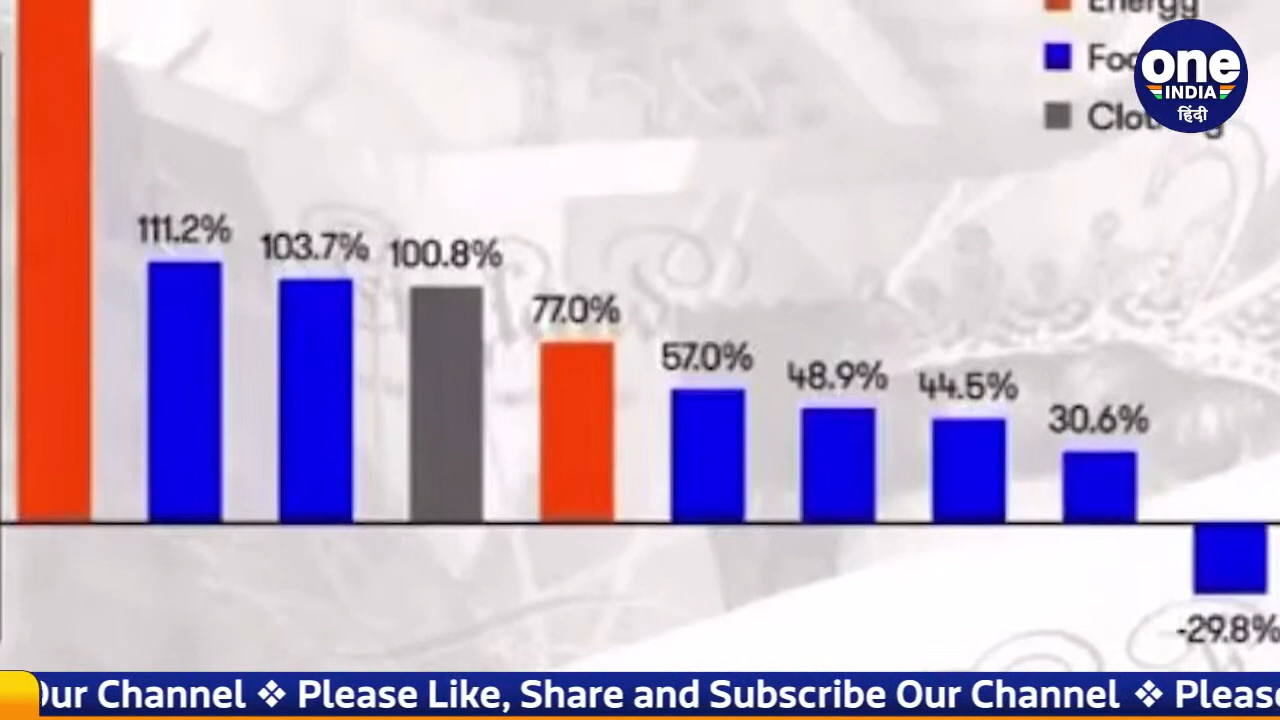 Energy
Foo
Clo
one
INDIA
हिंदी
111.2%
103.7%
100.8%
77.0%
57.0%
48.9%
44.5%
30.6%
-29.8%
Our Channel ❖ Please Like, Share and Subscribe Our Channel ❖ Please